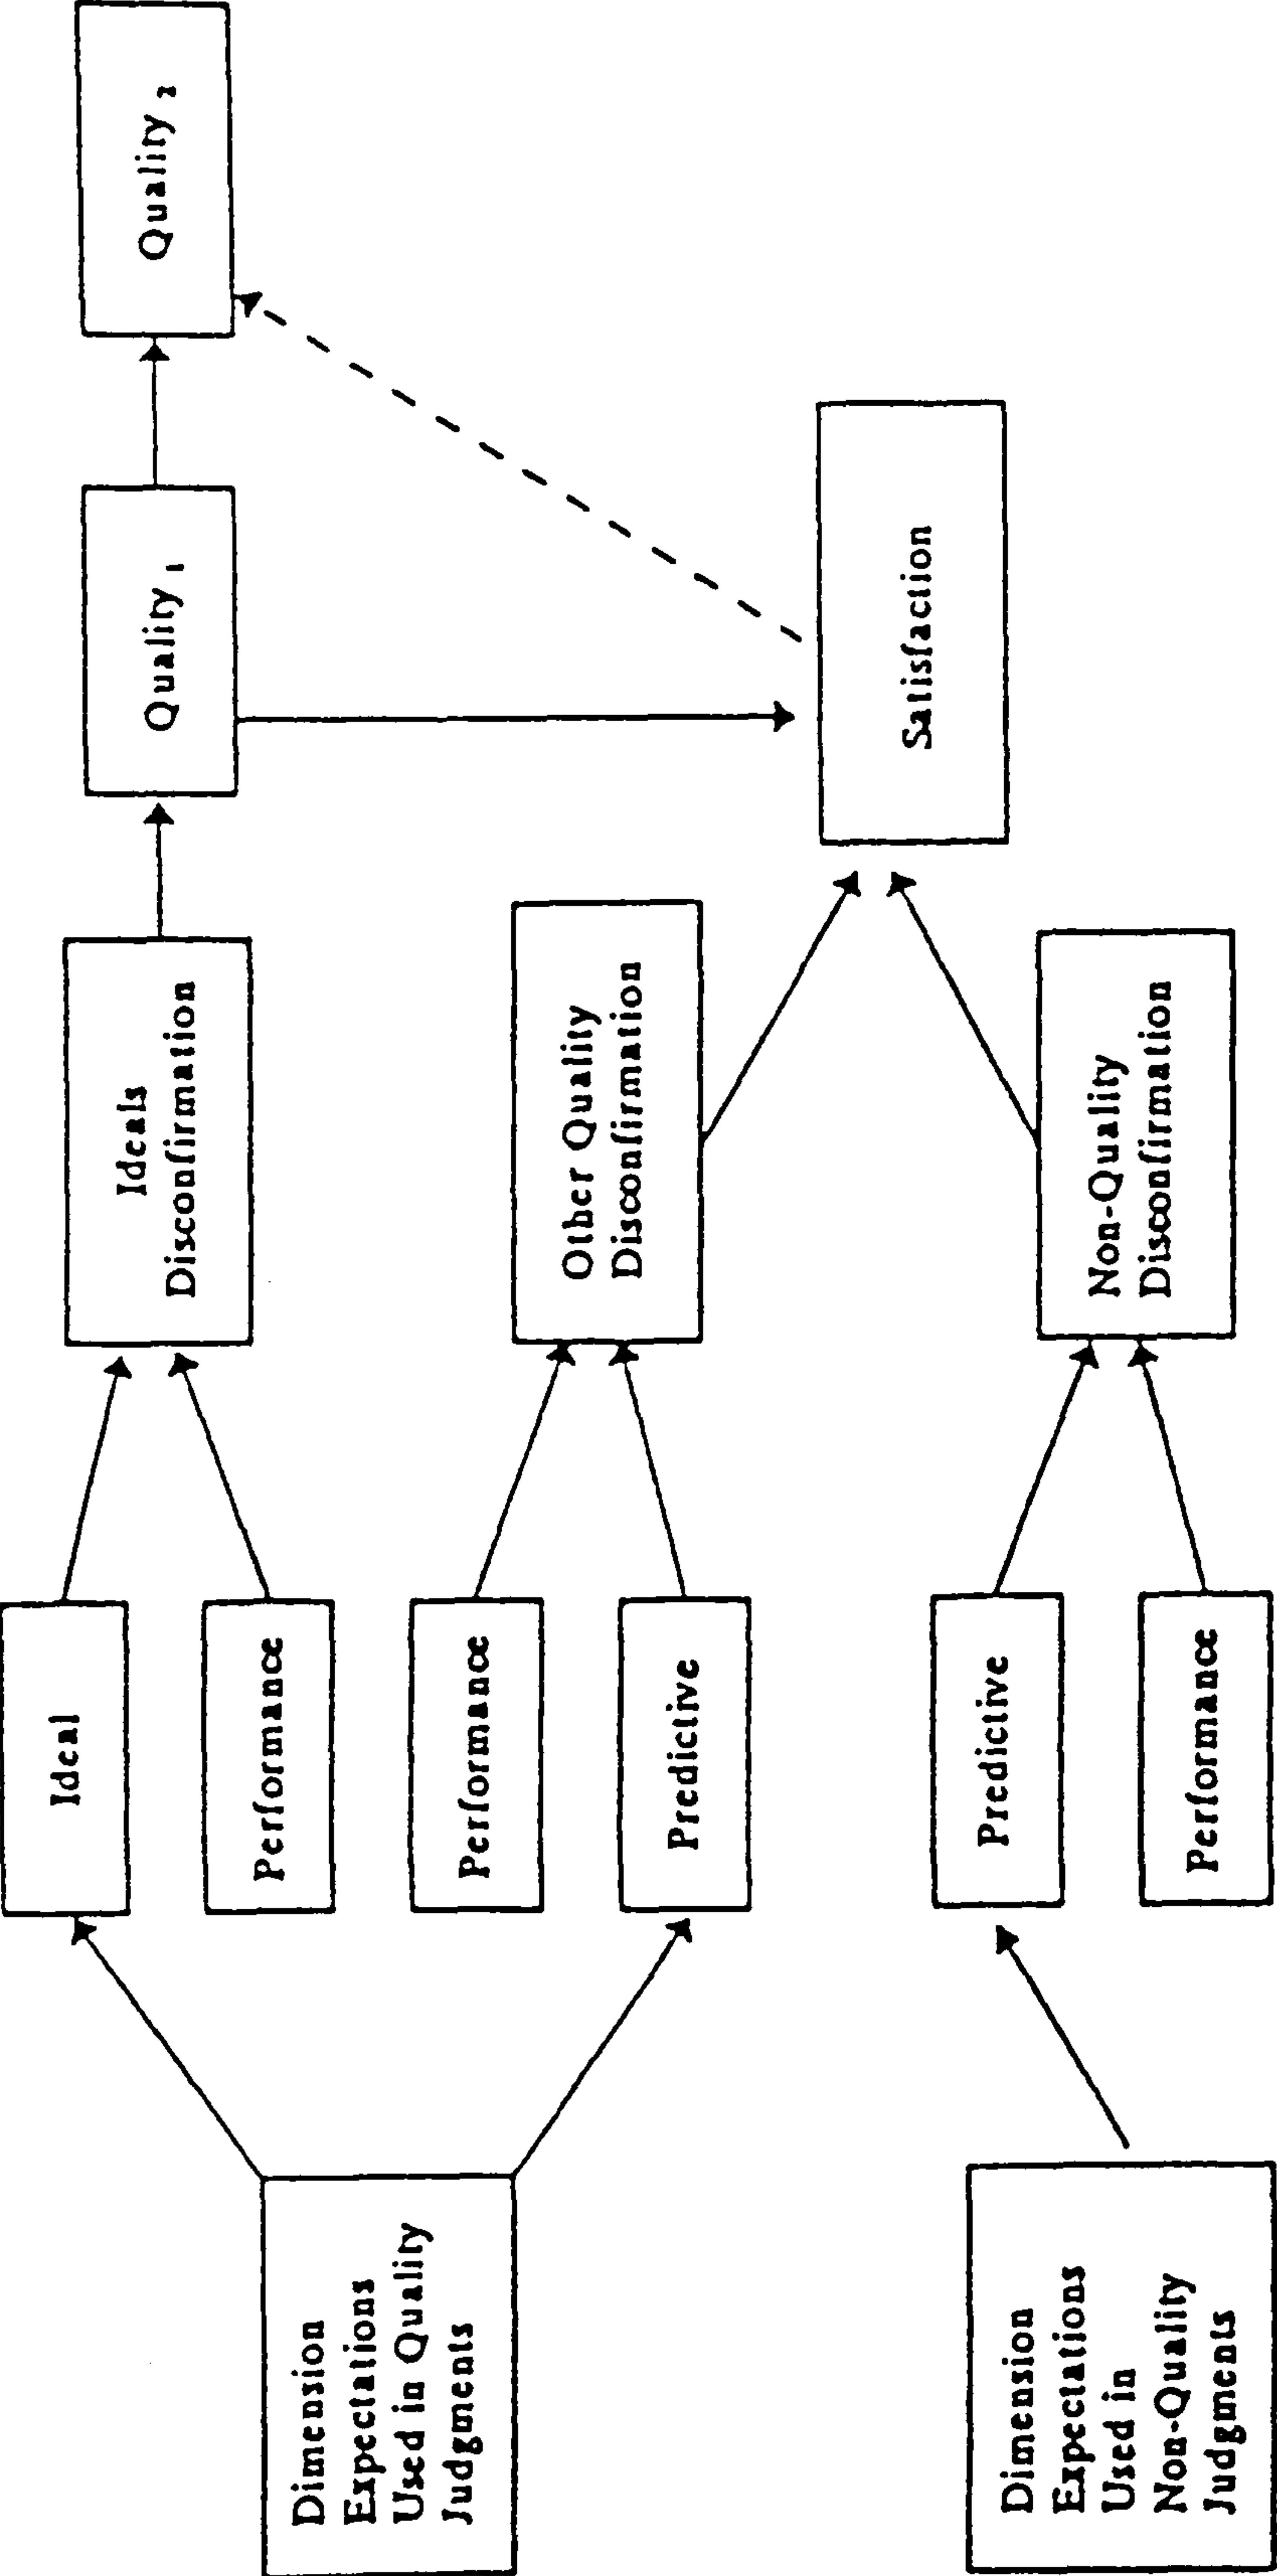 Dimension
Expectations
Used in Quality
Judgments
Dimension
Expectations
Used in
Non-Quality
Judgments
Ideal
Performance
Performance
Predictive
Predictive
Performance
Ideals
Disconfirmation
Other Quality
Disconfirmation
Non-Quality
Disconfirmation
Quality 1
Satisfaction
Quality 2